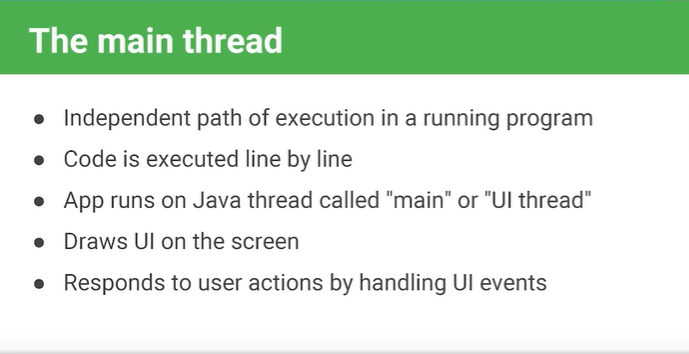 The main thread
● Independent path of execution in a running program
● Code is executed line by line
● App runs on Java thread called "main" or "UI thread"
● Draws UI on the screen
● Responds to user actions by handling UI events